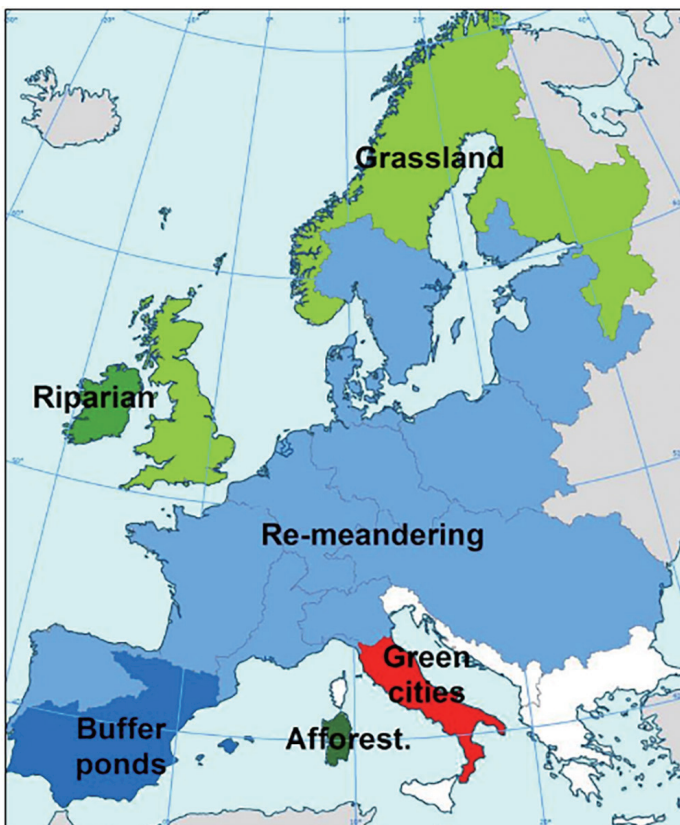 Grassland
Riparian
Re-meandering
Green
cities
Buffer
ponds
Afforest.